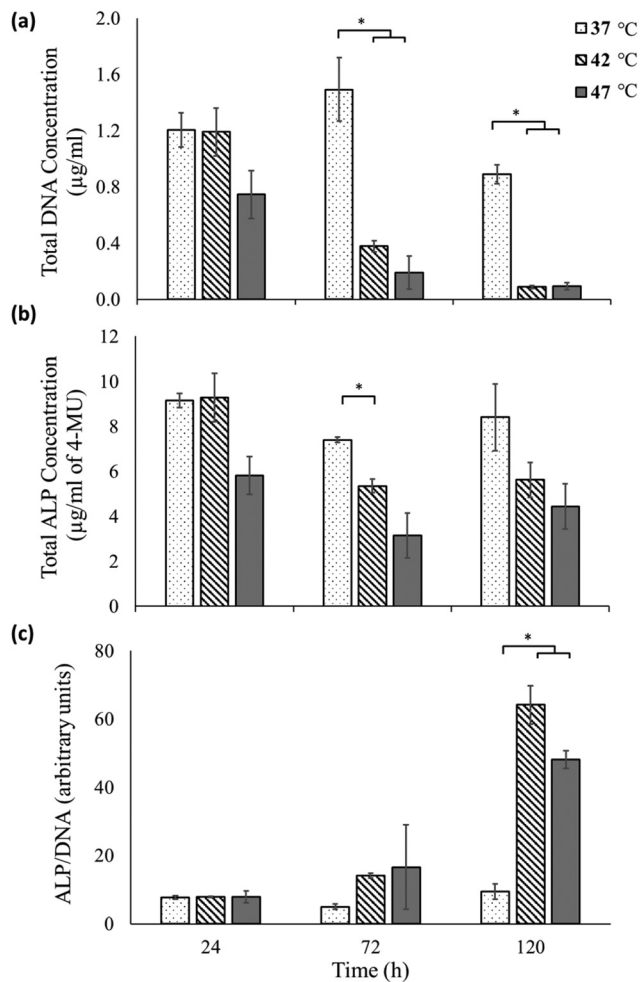 (a)
Total DNA Concentration
(µg/ml)
2.0
1.6
1.2
0.8
0.4
0.0
*
*
37 °C
42 °C
47 °C
(b)
Total ALP Concentration
(µg/ml of 4-MU)
12
10
8
6
4
2
0
*
(c)
ALP/DNA (arbitrary units)
80
60
40
20
0
*
24 72 120
Time (h)